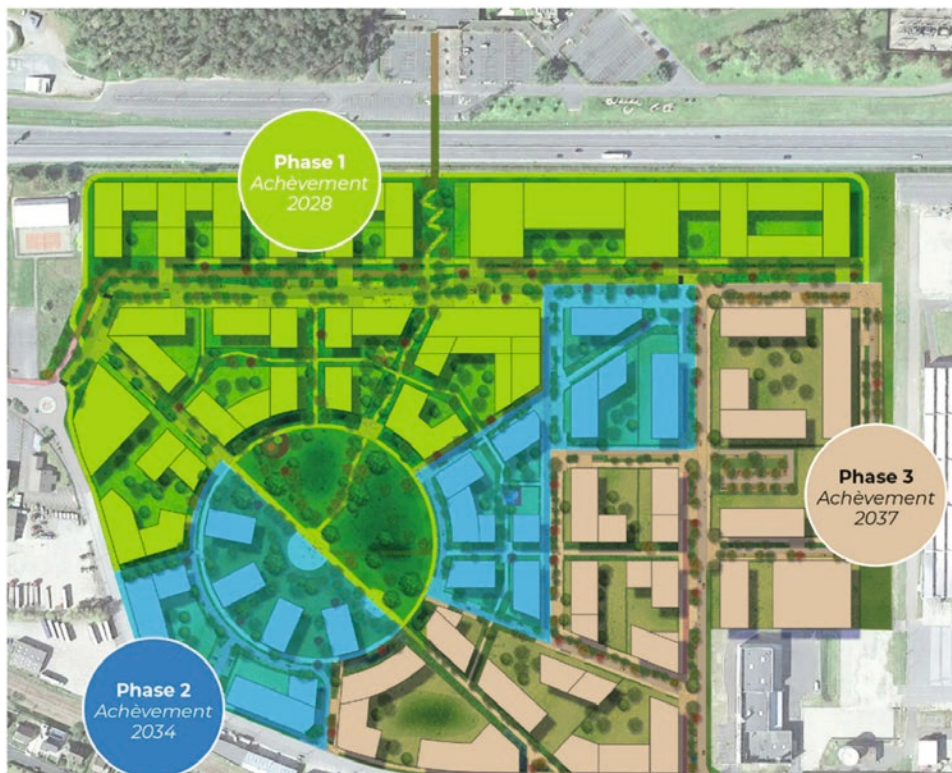 Phase 1
Achèvement
2028
Phase 3
Achèvement
2037
Phase 2
Achèvement
2034